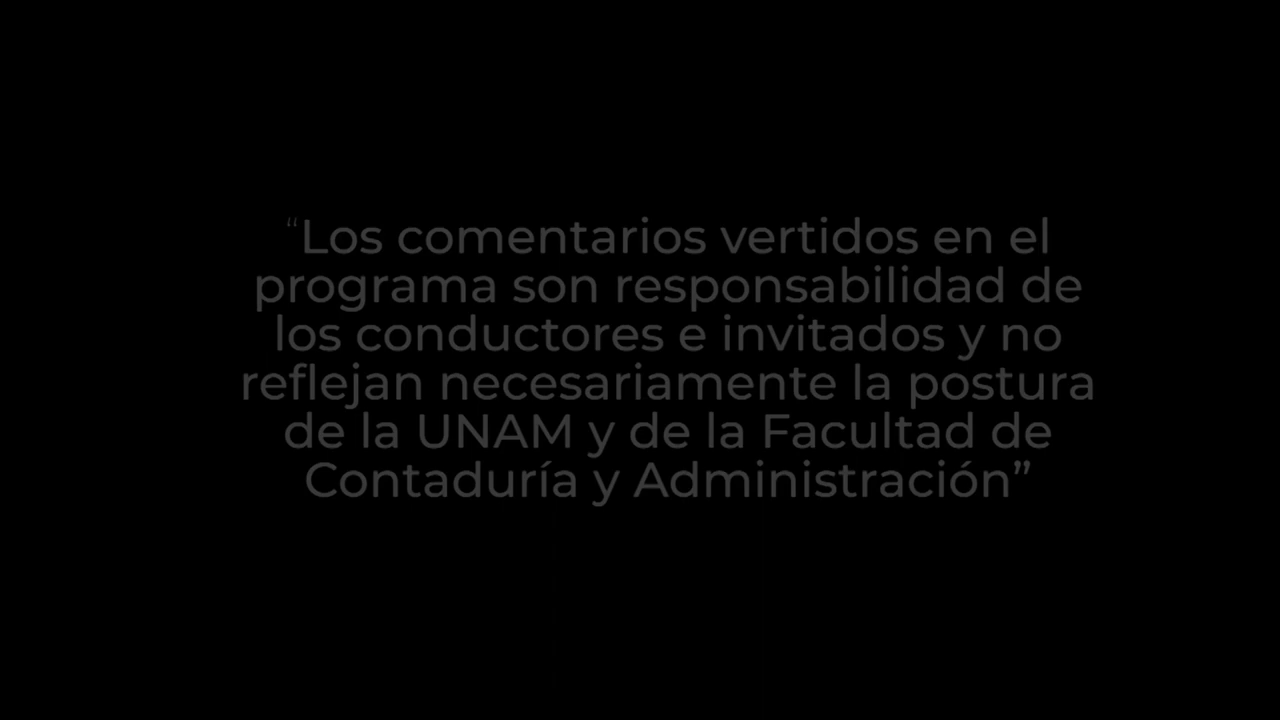 “Los comentarios vertidos en el
programa son responsabilidad de
los conductores e invitados y no
reflejan necesariamente la postura
de la UNAM y de la Facultad de
Contaduría y Administración”